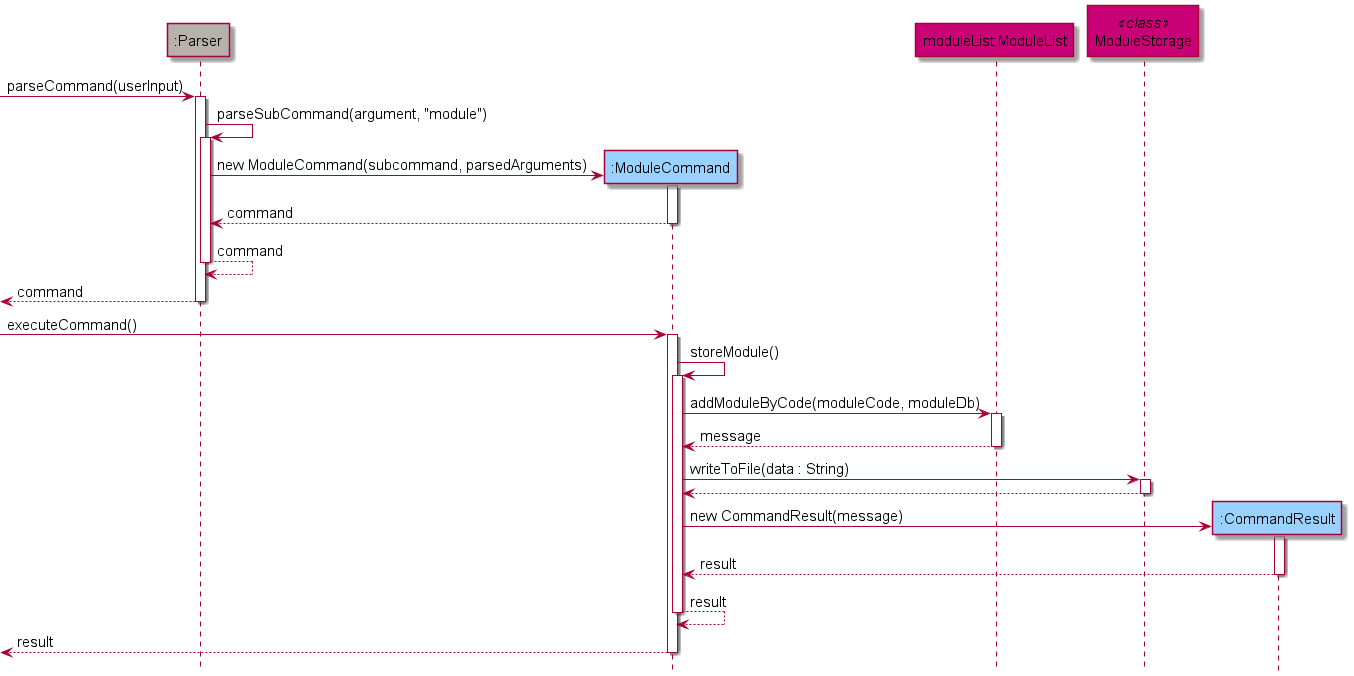 «class»
:Parser
moduleList:ModuleList
ModuleStorage
parseCommand(userInput)
parseSubCommand(argument, "module")
new ModuleCommand(subcommand, parsedArguments)
:ModuleCommand
command
command
command
executeCommand()
storeModule()
addModuleByCode(moduleCode, moduleDb)
message
writeToFile(data : String)
new CommandResult(message)
:CommandResult
result
result
result